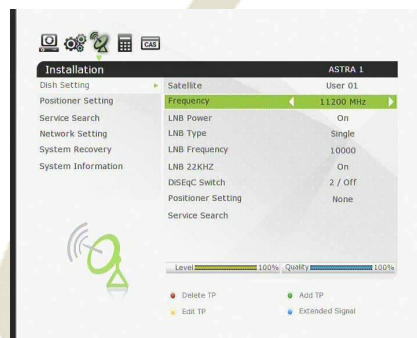 CAS
Installation ASTRA 1
Dish Setting Satellite User 01
Positioner Setting Frequency 11200 MHz
Service Search LNB Power On
Network Setting LNB Type Single
System Recovery LNB Frequency 10000
System Information LNB 22KHZ On
DiSEqC Switch 2 / Off
Positioner Setting None
Service Search
Level 100% Quality 100%
Delete TP Add TP
Edit TP Extended Signal